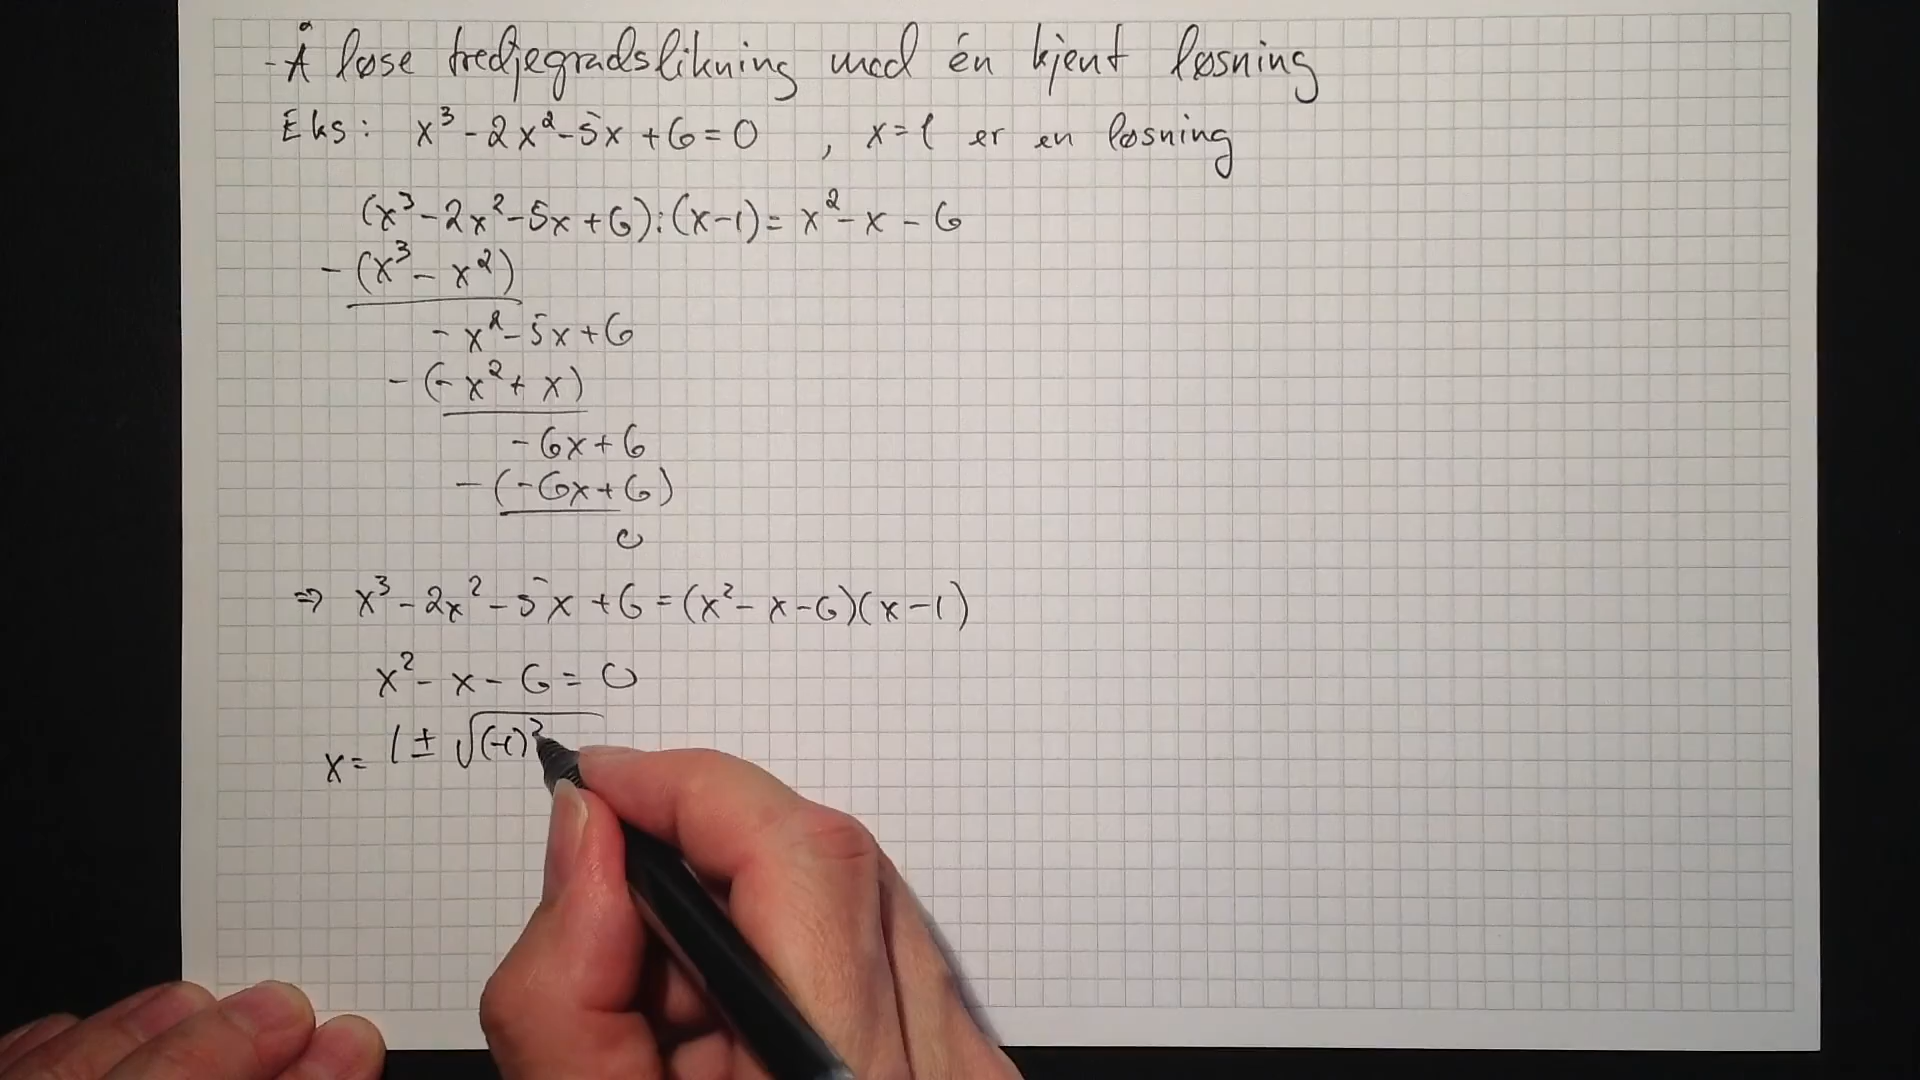 - Å løse tredjegradslikning med én kjent løsning
Eks: x³ - 2x² - 5x + 6 = 0 , x = 1 er en løsning
(x³ - 2x² - 5x + 6) : (x - 1) = x² - x - 6
- (x³ - x²)
- x² - 5x + 6
- (- x² + x)
- 6x + 6
- (- 6x + 6)
0
⇒ x³ - 2x² - 5x + 6 = (x² - x - 6)(x - 1)
x² - x - 6 = 0
x = 1 ± √(-1)²